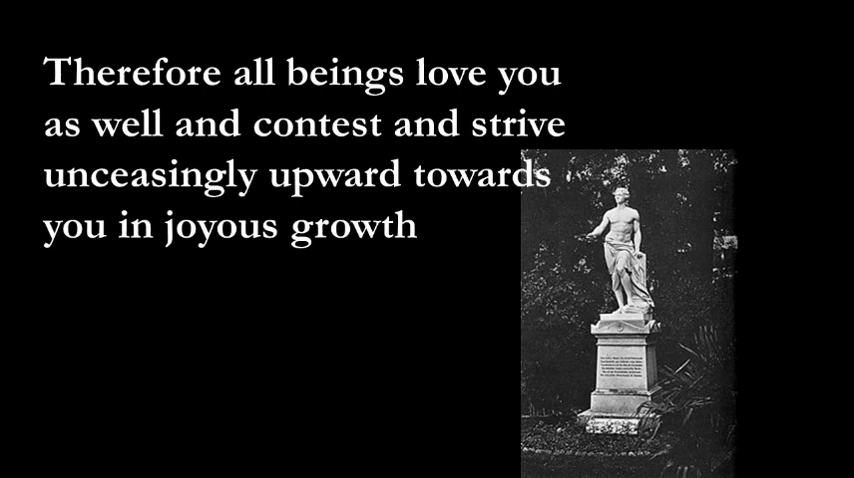 Therefore all beings love you
as well and contest and strive
unceasingly upward towards
you in joyous growth